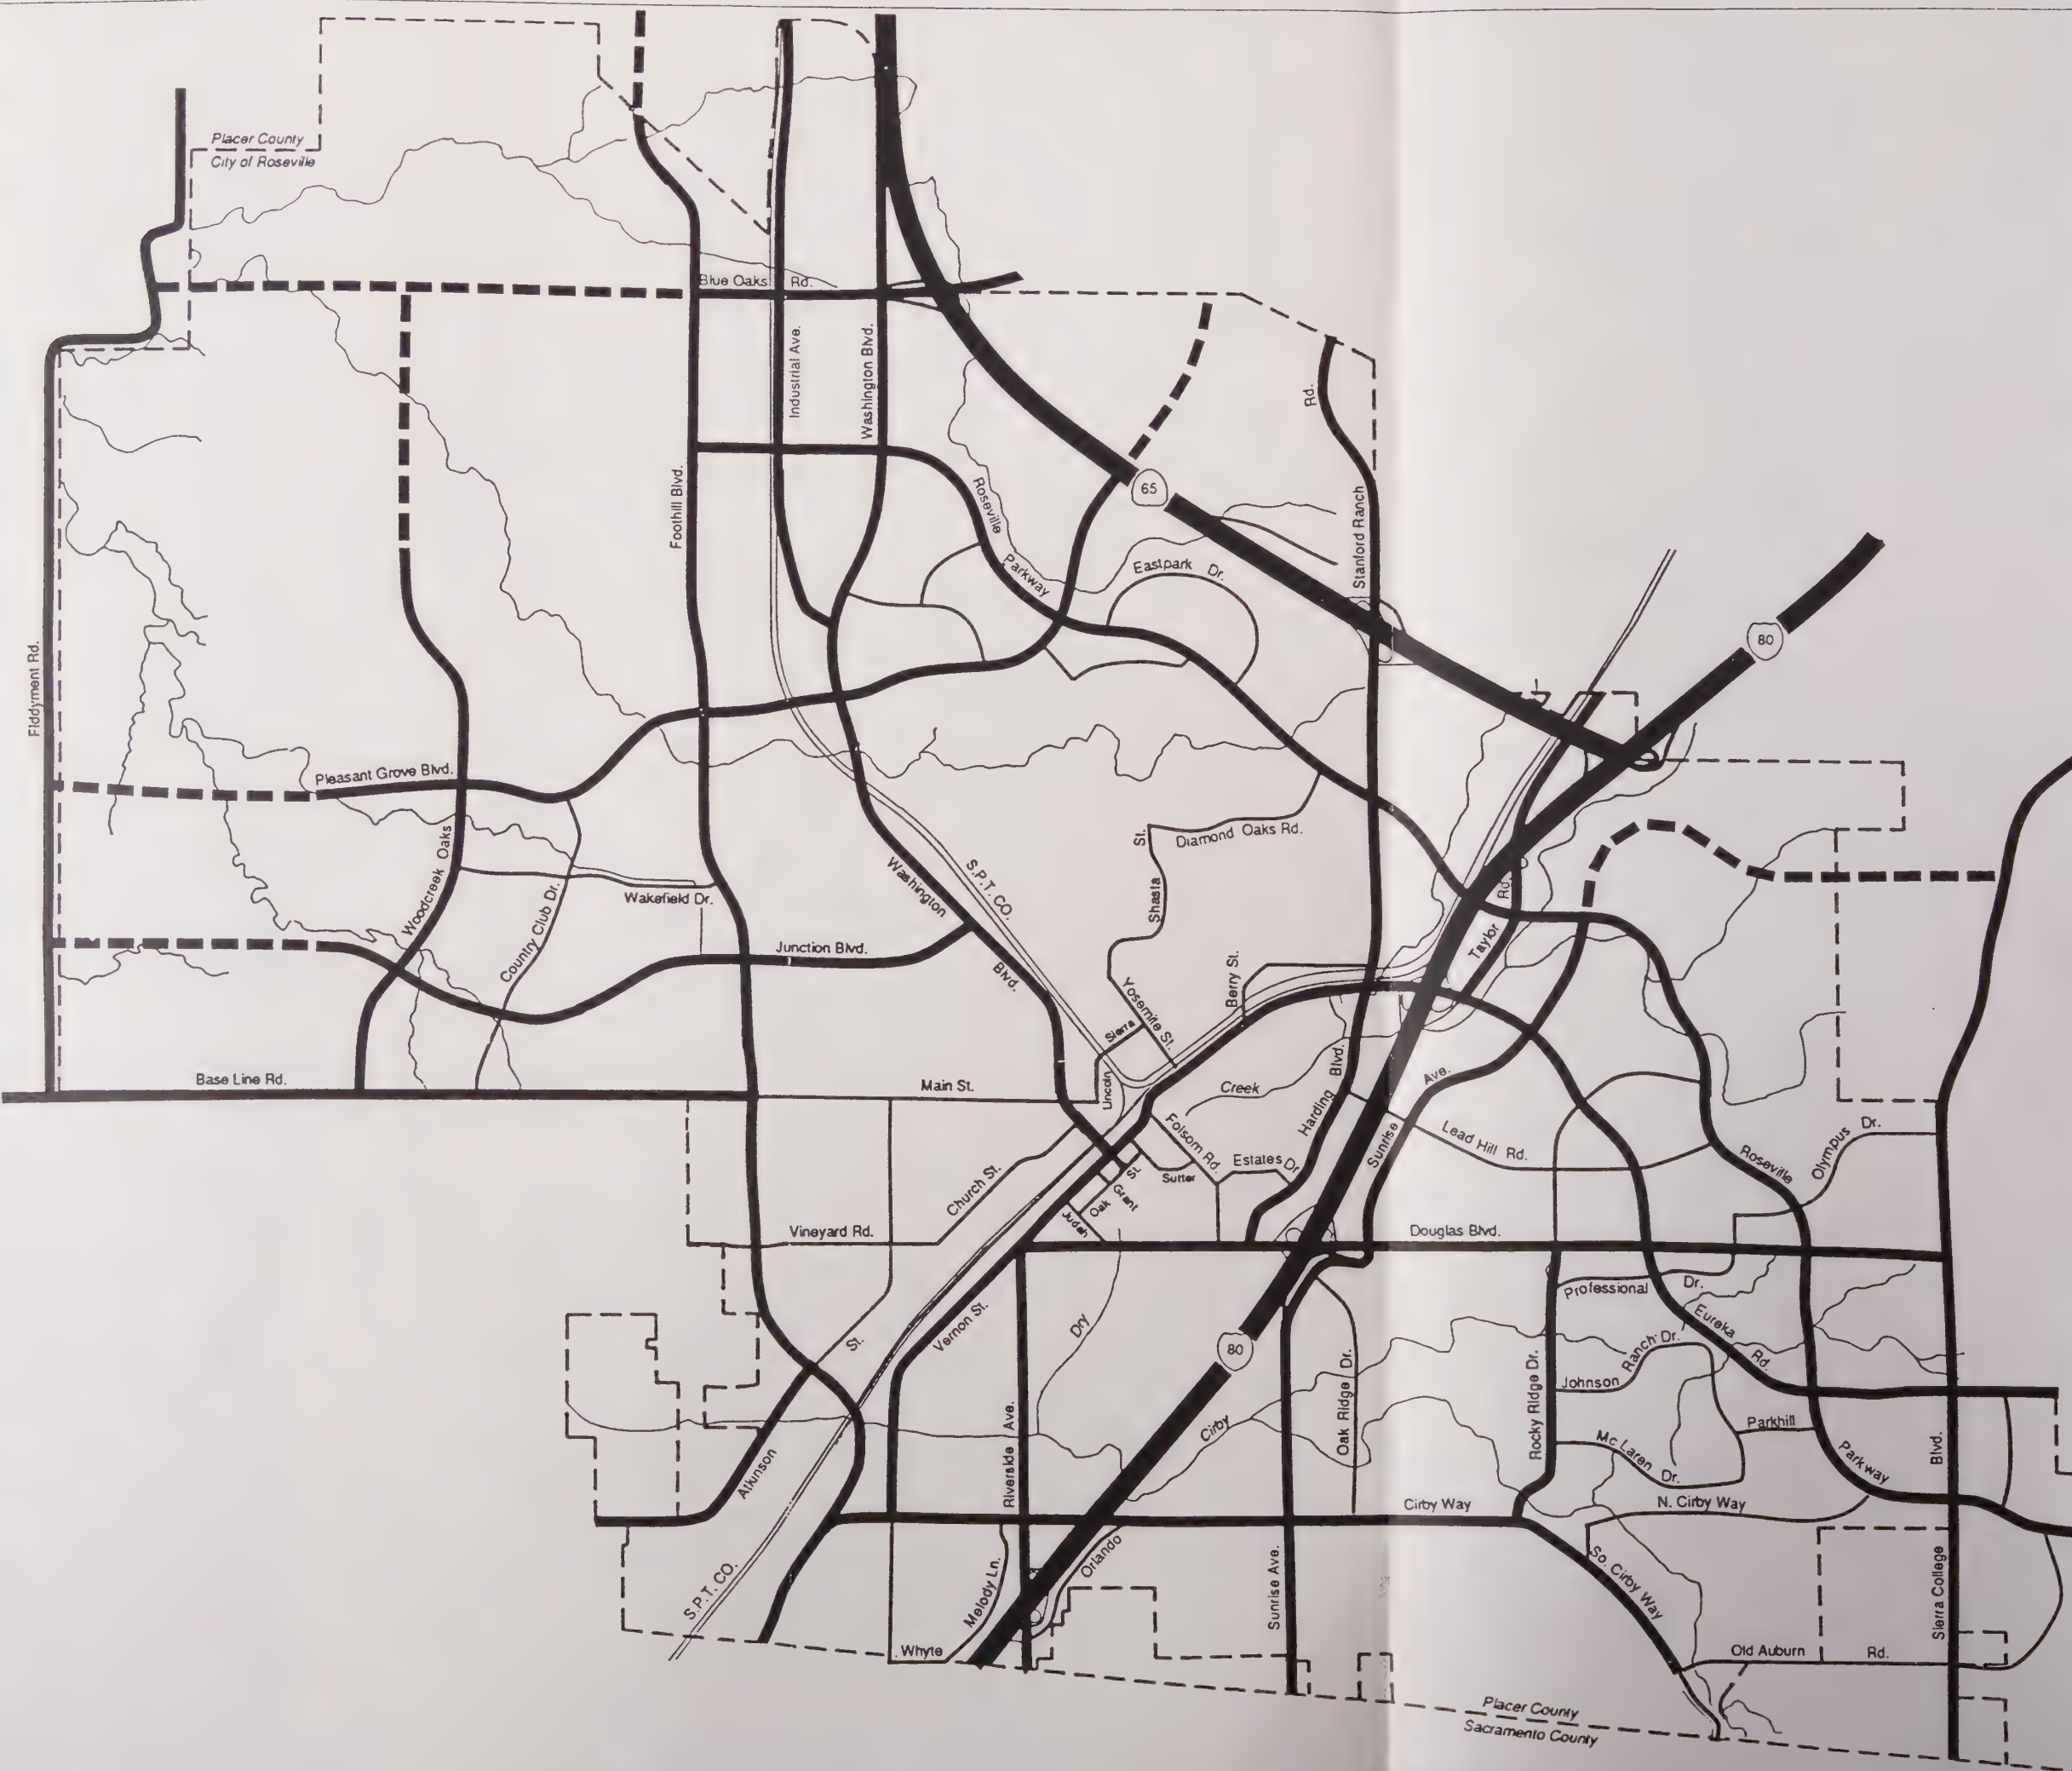 Placer County
City of Roseville
Blue Oaks Rd.
Industrial Ave.
Washington Blvd.
Rd.
Stanford Ranch
Foothill Blvd.
65
Roseville
Parkway
Eastpark Dr.
80
Fiddyment Rd.
Pleasant Grove Blvd.
Woodcreek Oaks
Country Club Dr.
Wakefield Dr.
Junction Blvd.
Washington
Blvd.
S.P.T. CO.
St.
Shasta
Diamond Oaks Rd.
Rd.
Taylor
Berry St.
Yosemite St.
Sierra
Lincoln
Base Line Rd.
Main St.
Creek
Harding
Blvd.
Ave.
Sunrise
Lead Hill Rd.
Folsom Rd.
Estates Dr.
Sutter
St.
Grant
Oak
Judah
Church St.
Vineyard Rd.
Douglas Blvd.
Roseville
Olympus Dr.
Professional Dr.
Eureka
Rd.
Johnson
Ranch Dr.
Parkhill
Mc Laren Dr.
Parkway
Rocky Ridge Dr.
Oak Ridge Dr.
80
Dry
Cirby
St.
Vernon St.
Atkinson
Riverside Ave.
Cirby Way
N. Cirby Way
So. Cirby Way
Blvd.
Sierra College
Old Auburn Rd.
Sunrise Ave.
Orlando
Melody Ln.
Whyte
S.P.T. CO.
Placer County
Sacramento County